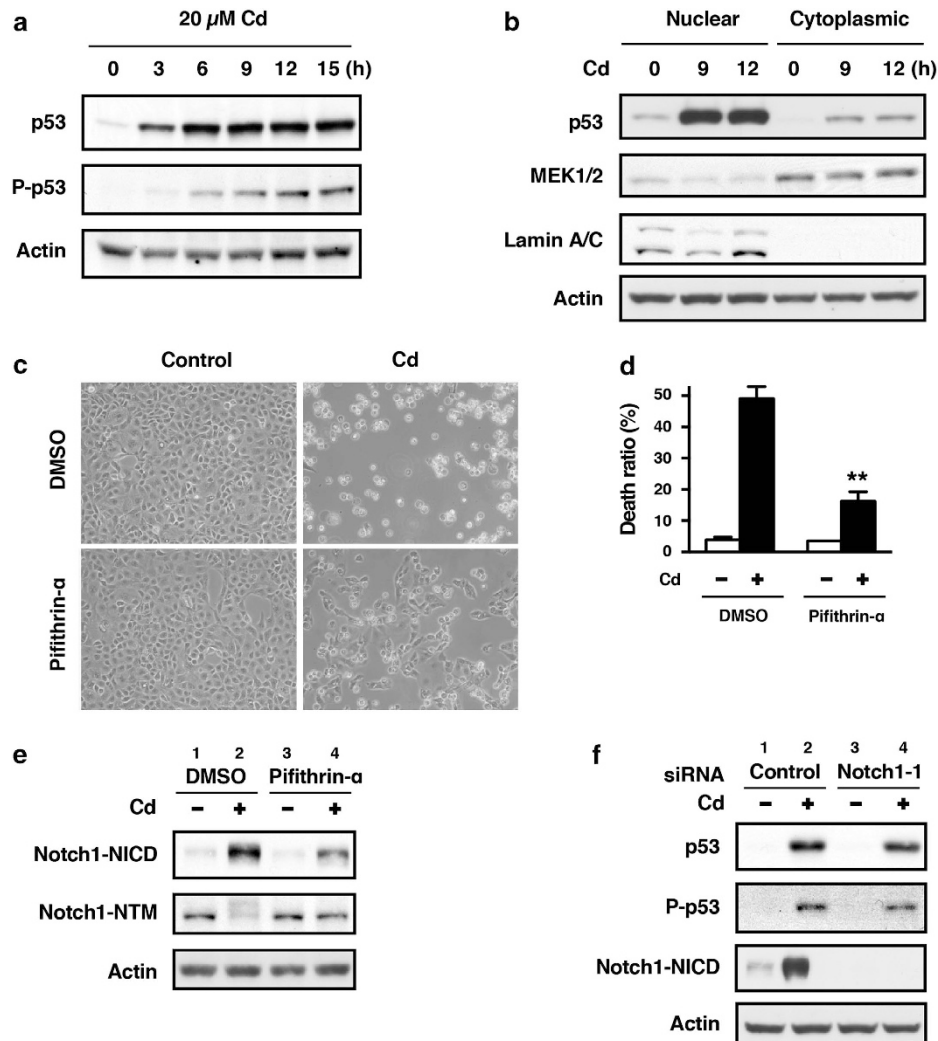 a
20 μM Cd
0 3 6 9 12 15 (h)
p53
P-p53
Actin
b
Nuclear Cytoplasmic
Cd 0 9 12 0 9 12 (h)
p53
MEK1/2
Lamin A/C
Actin
c
Control Cd
DMSO
Pifithrin-α
d
Death ratio (%)
50
40
30
20
10
0
**
Cd − + − +
DMSO Pifithrin-α
e
1 2 3 4
DMSO Pifithrin-α
Cd − + − +
Notch1-NICD
Notch1-NTM
Actin
f
1 2 3 4
siRNA Control Notch1-1
Cd − + − +
p53
P-p53
Notch1-NICD
Actin